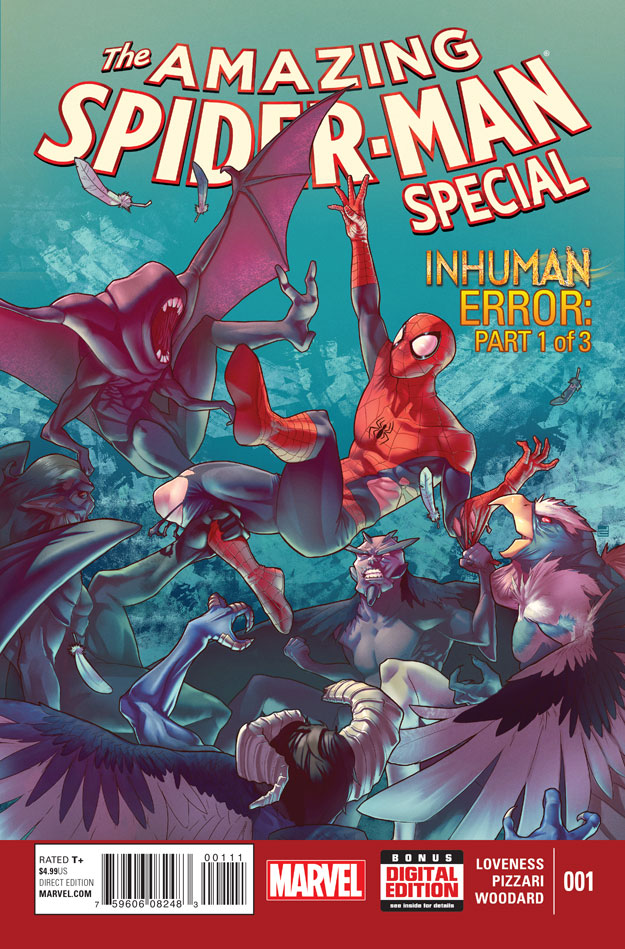 The AMAZING
SPIDER-MAN®
SPECIAL
INHUMAN
ERROR:
PART 1 of 3
RATED T+
$4.99US
DIRECT EDITION
MARVEL.COM
00111
7 59606 08248 3
MARVEL
BONUS
DIGITAL
EDITION
see inside for details
LOVENESS
PIZZARI
WOODARD
001